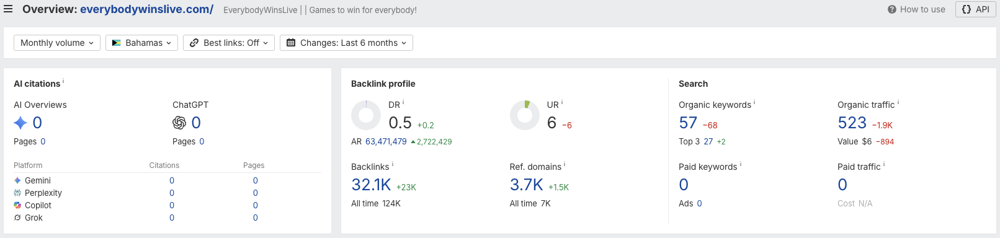 Overview: everybodywinslive.com/ EverybodyWinsLive | | Games to win for everybody! How to use API
Monthly volume Bahamas Best links: Off Changes: Last 6 months
AI citations i
AI Overviews ChatGPT
0 0
Pages 0 Pages 0
Platform Citations Pages
Gemini 0 0
Perplexity 0 0
Copilot 0 0
Grok 0 0
Backlink profile
DR i UR i
0.5 +0.2 6 −6
AR 63,471,479 2,722,429
Backlinks i Ref. domains i
32.1K +23K 3.7K +1.5K
All time 124K All time 7K
Search
Organic keywords i Organic traffic i
57 −68 523 −1.9K
Top 3 27 +2 Value $6 −894
Paid keywords i Paid traffic i
0 0
Ads 0 Cost N/A